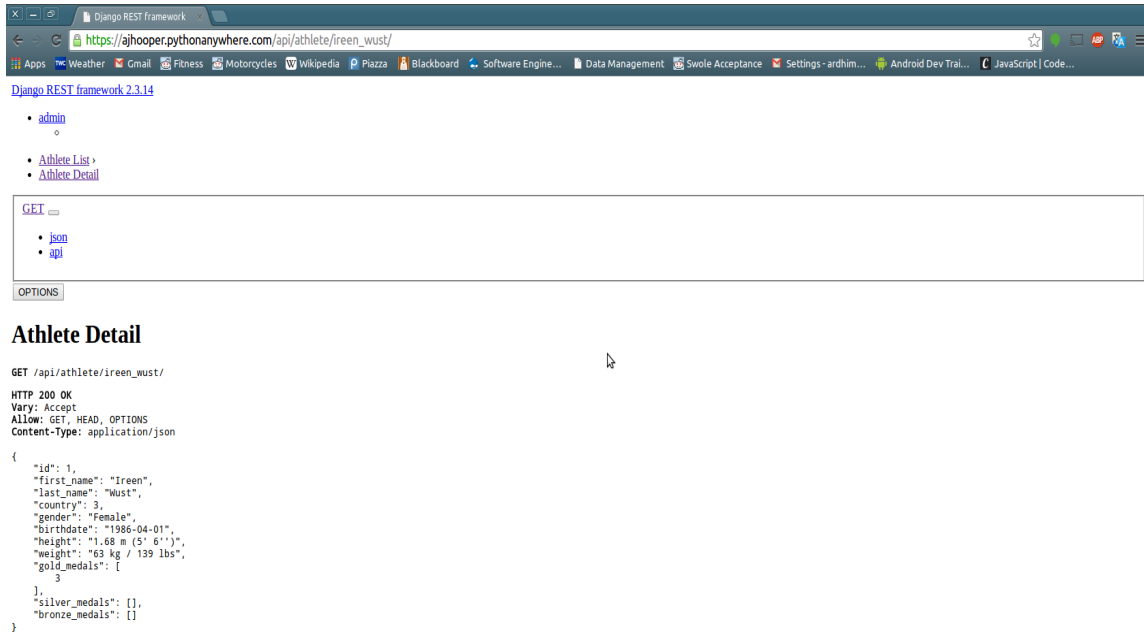 Django REST framework
https://ajhooper.pythonanywhere.com/api/athlete/ireen_wust/
Apps Weather Gmail Fitness Motorcycles Wikipedia Piazza Blackboard Software Engine... Data Management Swole Acceptance Settings - ardhim... Android Dev Trai... JavaScript | Code...
Django REST framework 2.3.14
admin
Athlete List ›
Athlete Detail
GET
json
api
OPTIONS
Athlete Detail
GET /api/athlete/ireen_wust/
HTTP 200 OK
Vary: Accept
Allow: GET, HEAD, OPTIONS
Content-Type: application/json
{
"id": 1,
"first_name": "Ireen",
"last_name": "Wust",
"country": 3,
"gender": "Female",
"birthdate": "1986-04-01",
"height": "1.68 m (5' 6'')",
"weight": "63 kg / 139 lbs",
"gold_medals": [
3
],
"silver_medals": [],
"bronze_medals": []
}